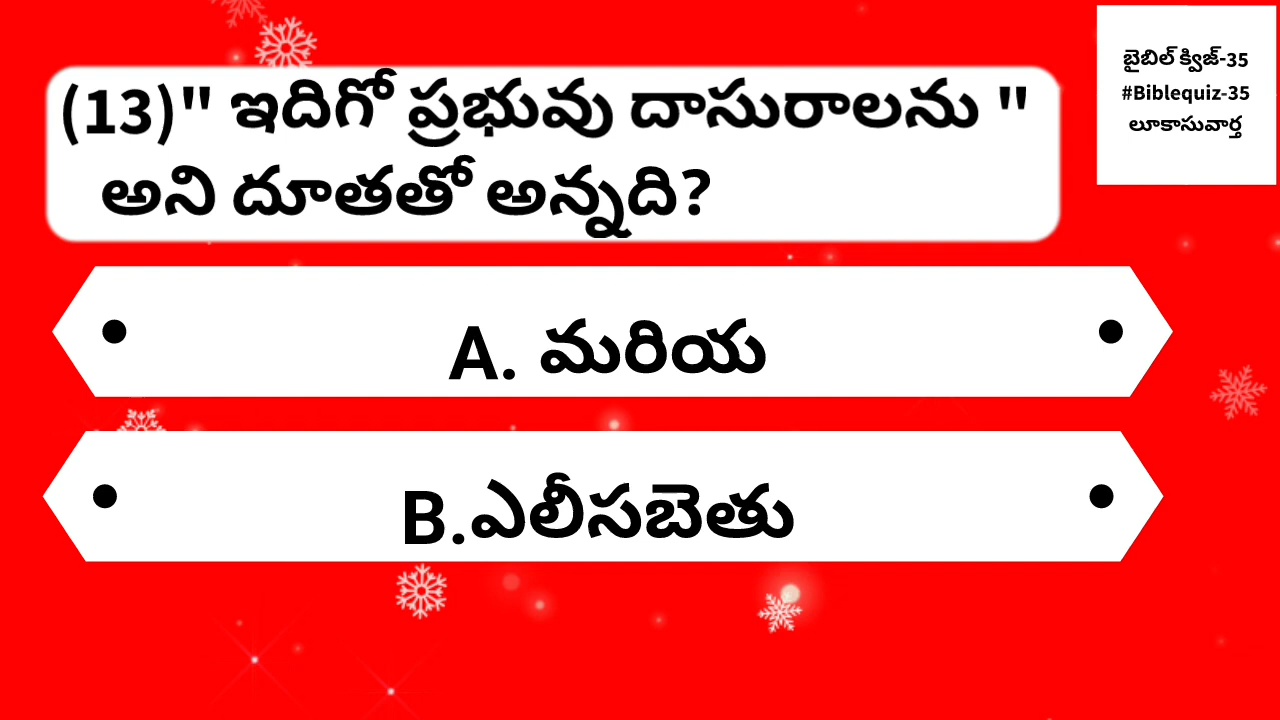 (13)" ఇదిగో ప్రభువు దాసురాలను "
అని దూతతో అన్నది?
బైబిల్ క్విజ్-35
#Biblequiz-35
లూకాసువార్త
A. మరియ
B.ఎలీసబెతు